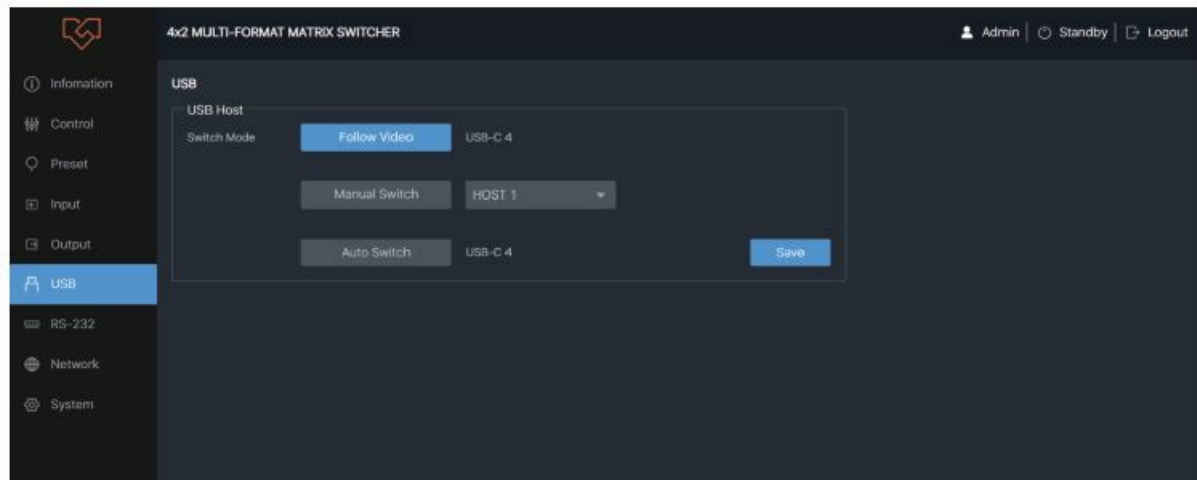 4x2 MULTI-FORMAT MATRIX SWITCHER
Admin
Standby
Logout
Infomation
Control
Preset
Input
Output
USB
RS-232
Network
System
USB
USB Host
Switch Mode
Follow Video
USB-C 4
Manual Switch
HOST 1
Auto Switch
USB-C 4
Save